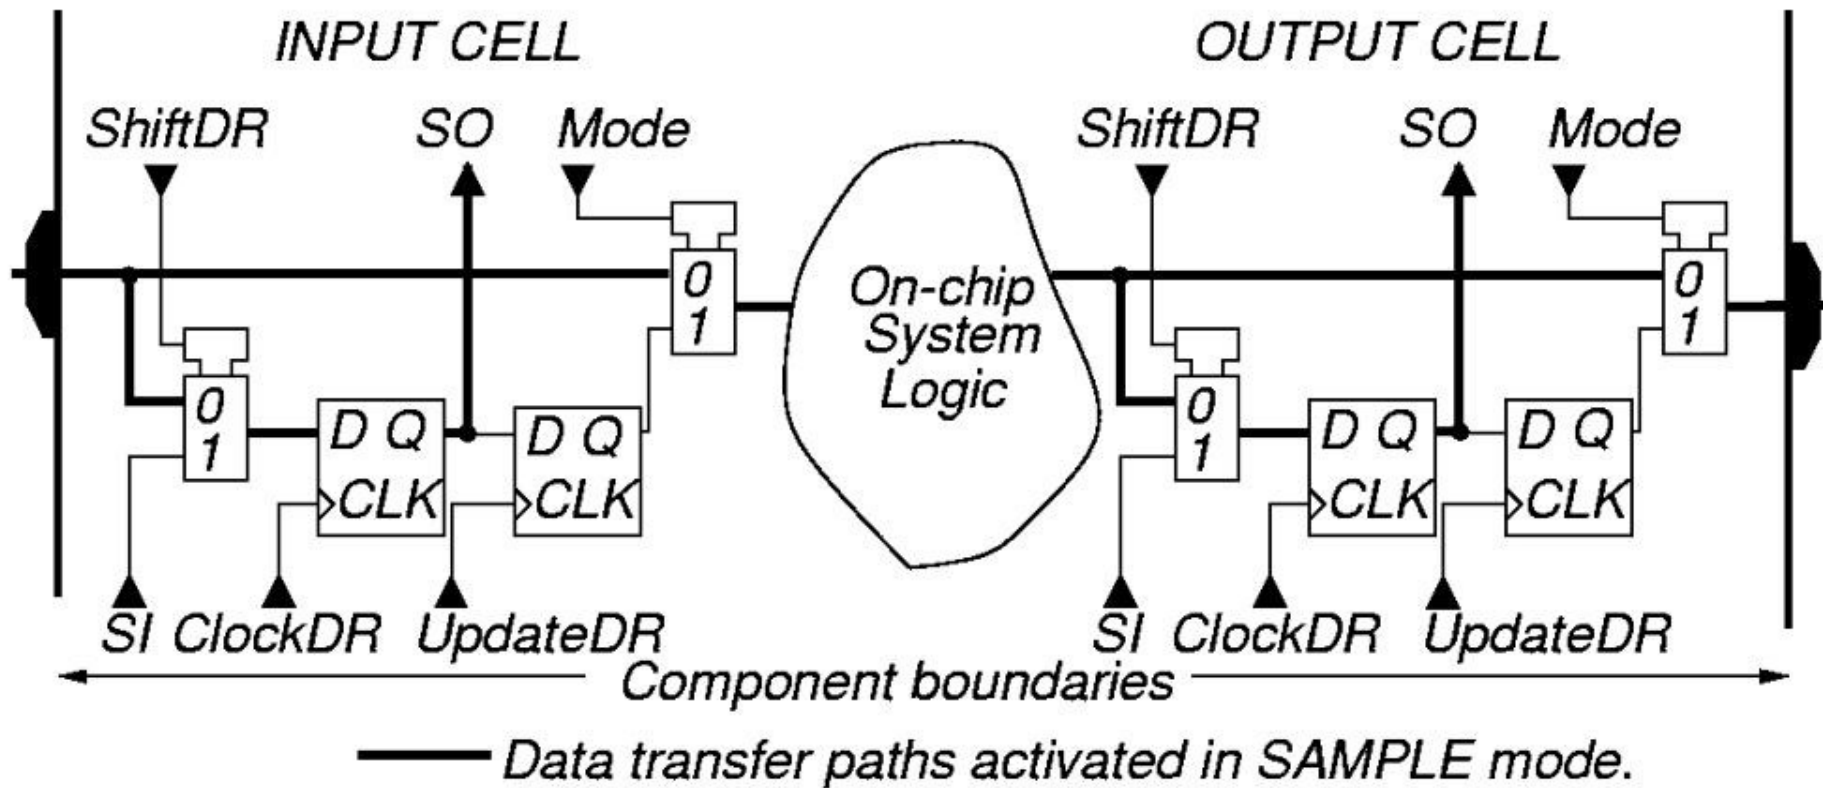 INPUT CELL OUTPUT CELL
ShiftDR SO Mode ShiftDR SO Mode
0
1
0
1
D Q
CLK
D Q
CLK
On-chip
System
Logic
0
1
0
1
D Q
CLK
D Q
CLK
SI ClockDR UpdateDR SI ClockDR UpdateDR
Component boundaries
Data transfer paths activated in SAMPLE mode.